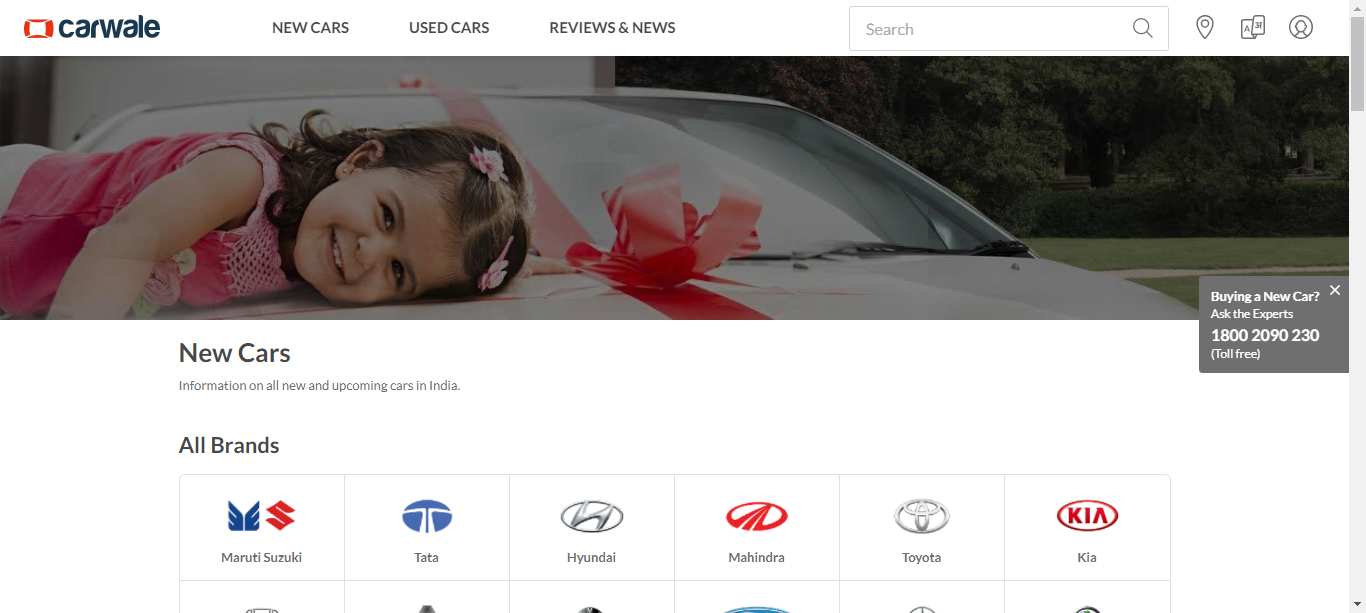 carwale
NEW CARS
USED CARS
REVIEWS & NEWS
Search
Buying a New Car?
Ask the Experts
1800 2090 230
(Toll free)
New Cars
Information on all new and upcoming cars in India.
All Brands
KIA
Maruti Suzuki
Tata
Hyundai
Mahindra
Toyota
Kia